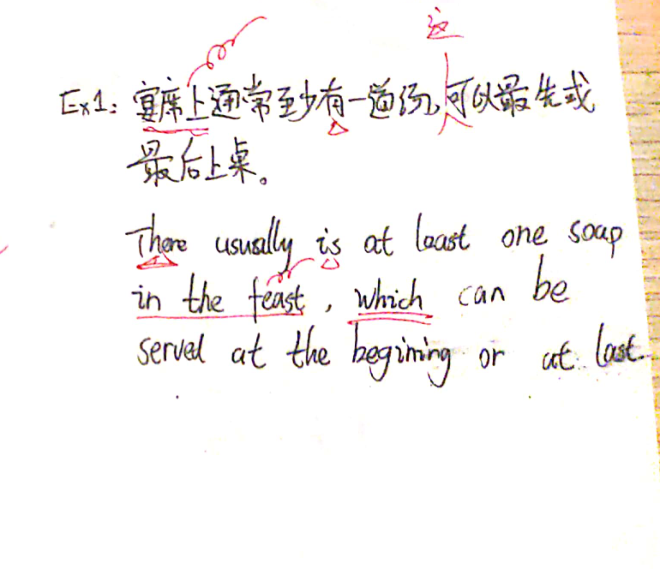 这
Ex1: 宴席上通常至少有一道汤,可以最先或
最后上桌。
There usually is at least one soap
in the feast, which can be
served at the begining or at last.